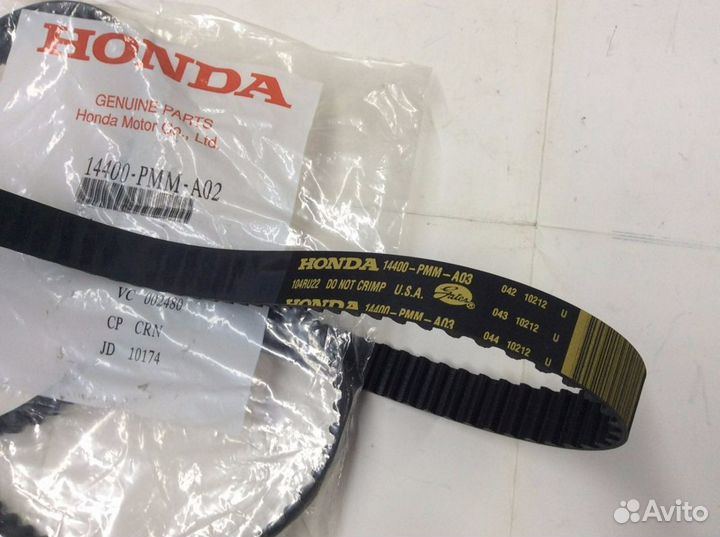 HONDA
GENUINE PARTS
Honda Motor Co., Ltd.
14400-PMM-A02
VC 002480
CP CRN
JD 10174
HONDA 14400-PMM-A03
104RU22 DO NOT CRIMP U.S.A. Gates
HONDA 14400-PMM-A03
042 10212 U
043 10212 U
044 10212 U
Avito